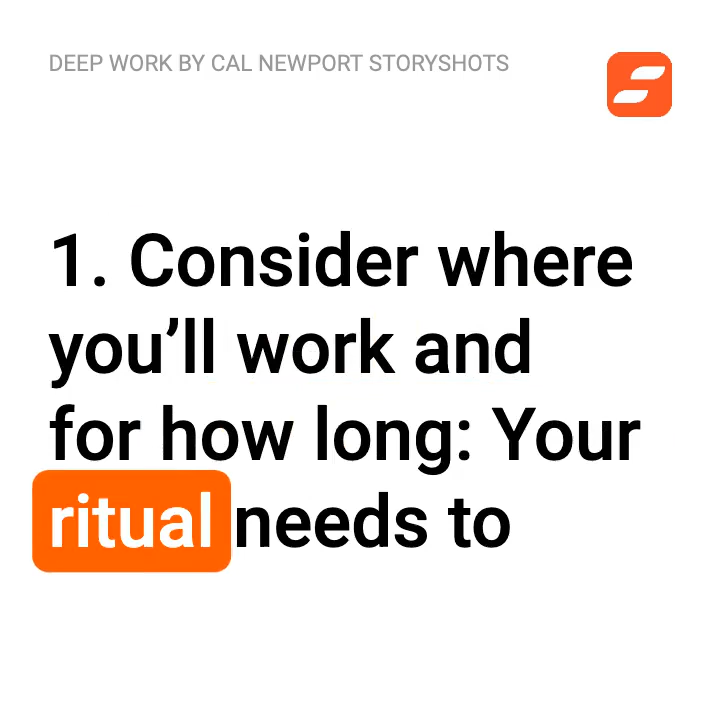 DEEP WORK BY CAL NEWPORT STORYSHOTS
1. Consider where
you’ll work and
for how long: Your
ritual needs to